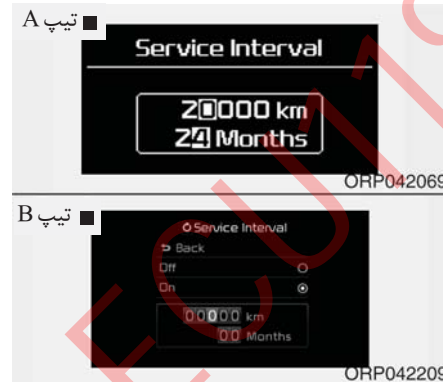 ■ تیپ A
Service Interval
20000 km
24 Months
ORP042069
■ تیپ B
Service Interval
Back
Off
On
00000 km
00 Months
ORP042209
ECU19